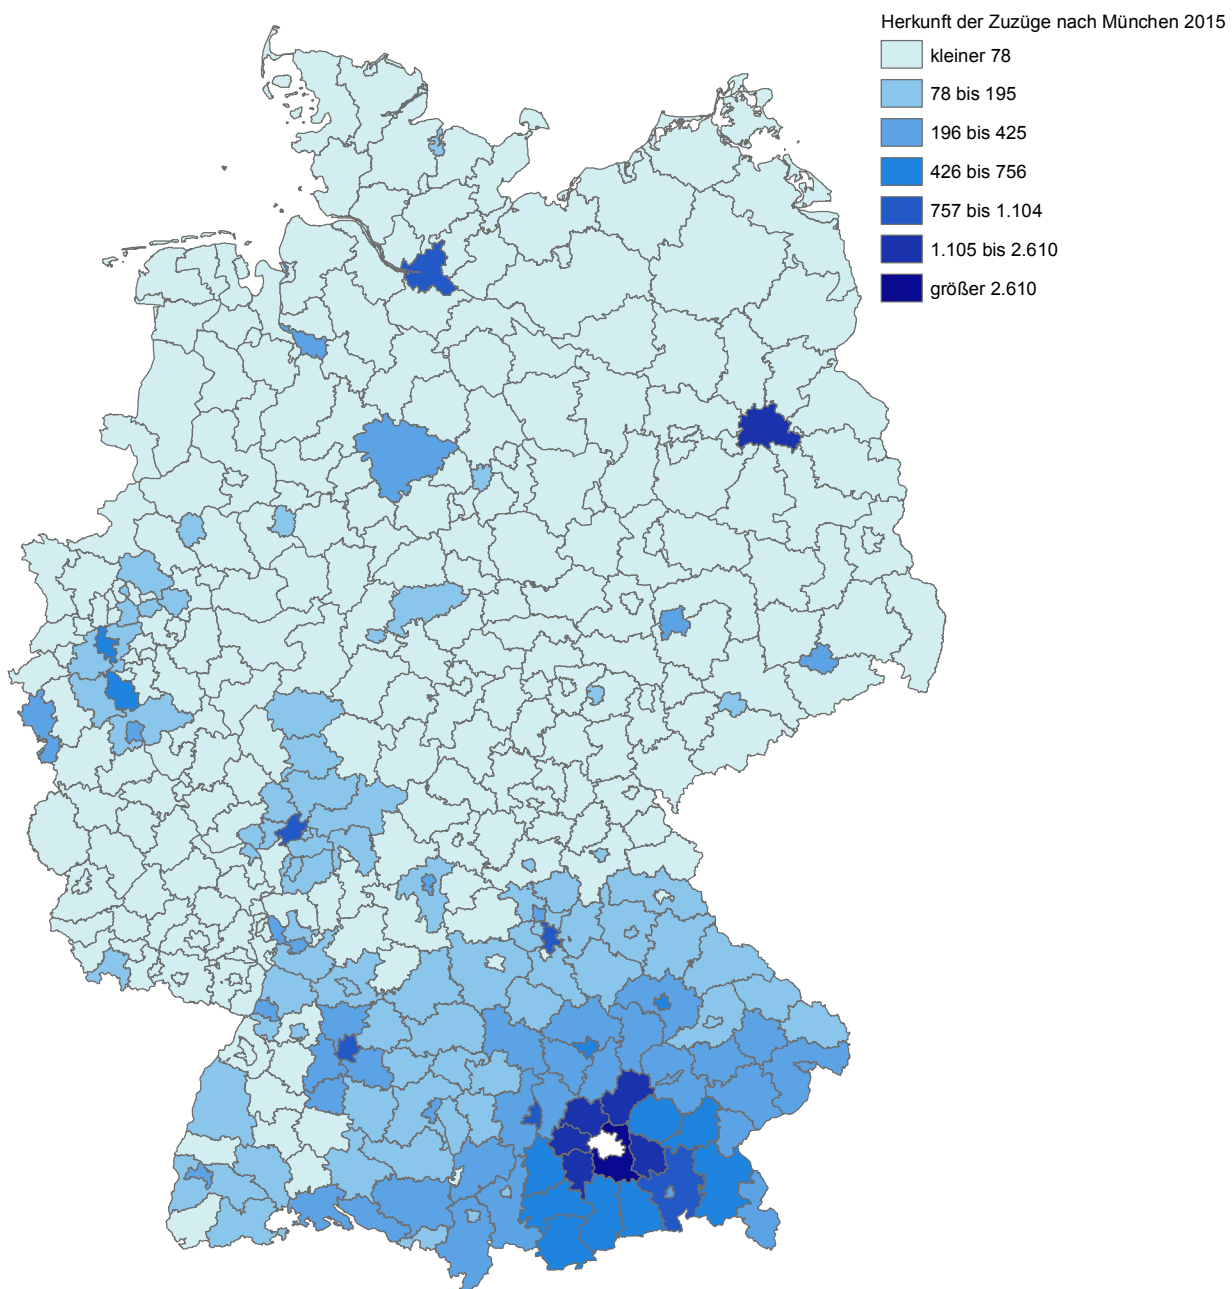 Herkunft der Zuzüge nach München 2015
kleiner 78
78 bis 195
196 bis 425
426 bis 756
757 bis 1.104
1.105 bis 2.610
größer 2.610